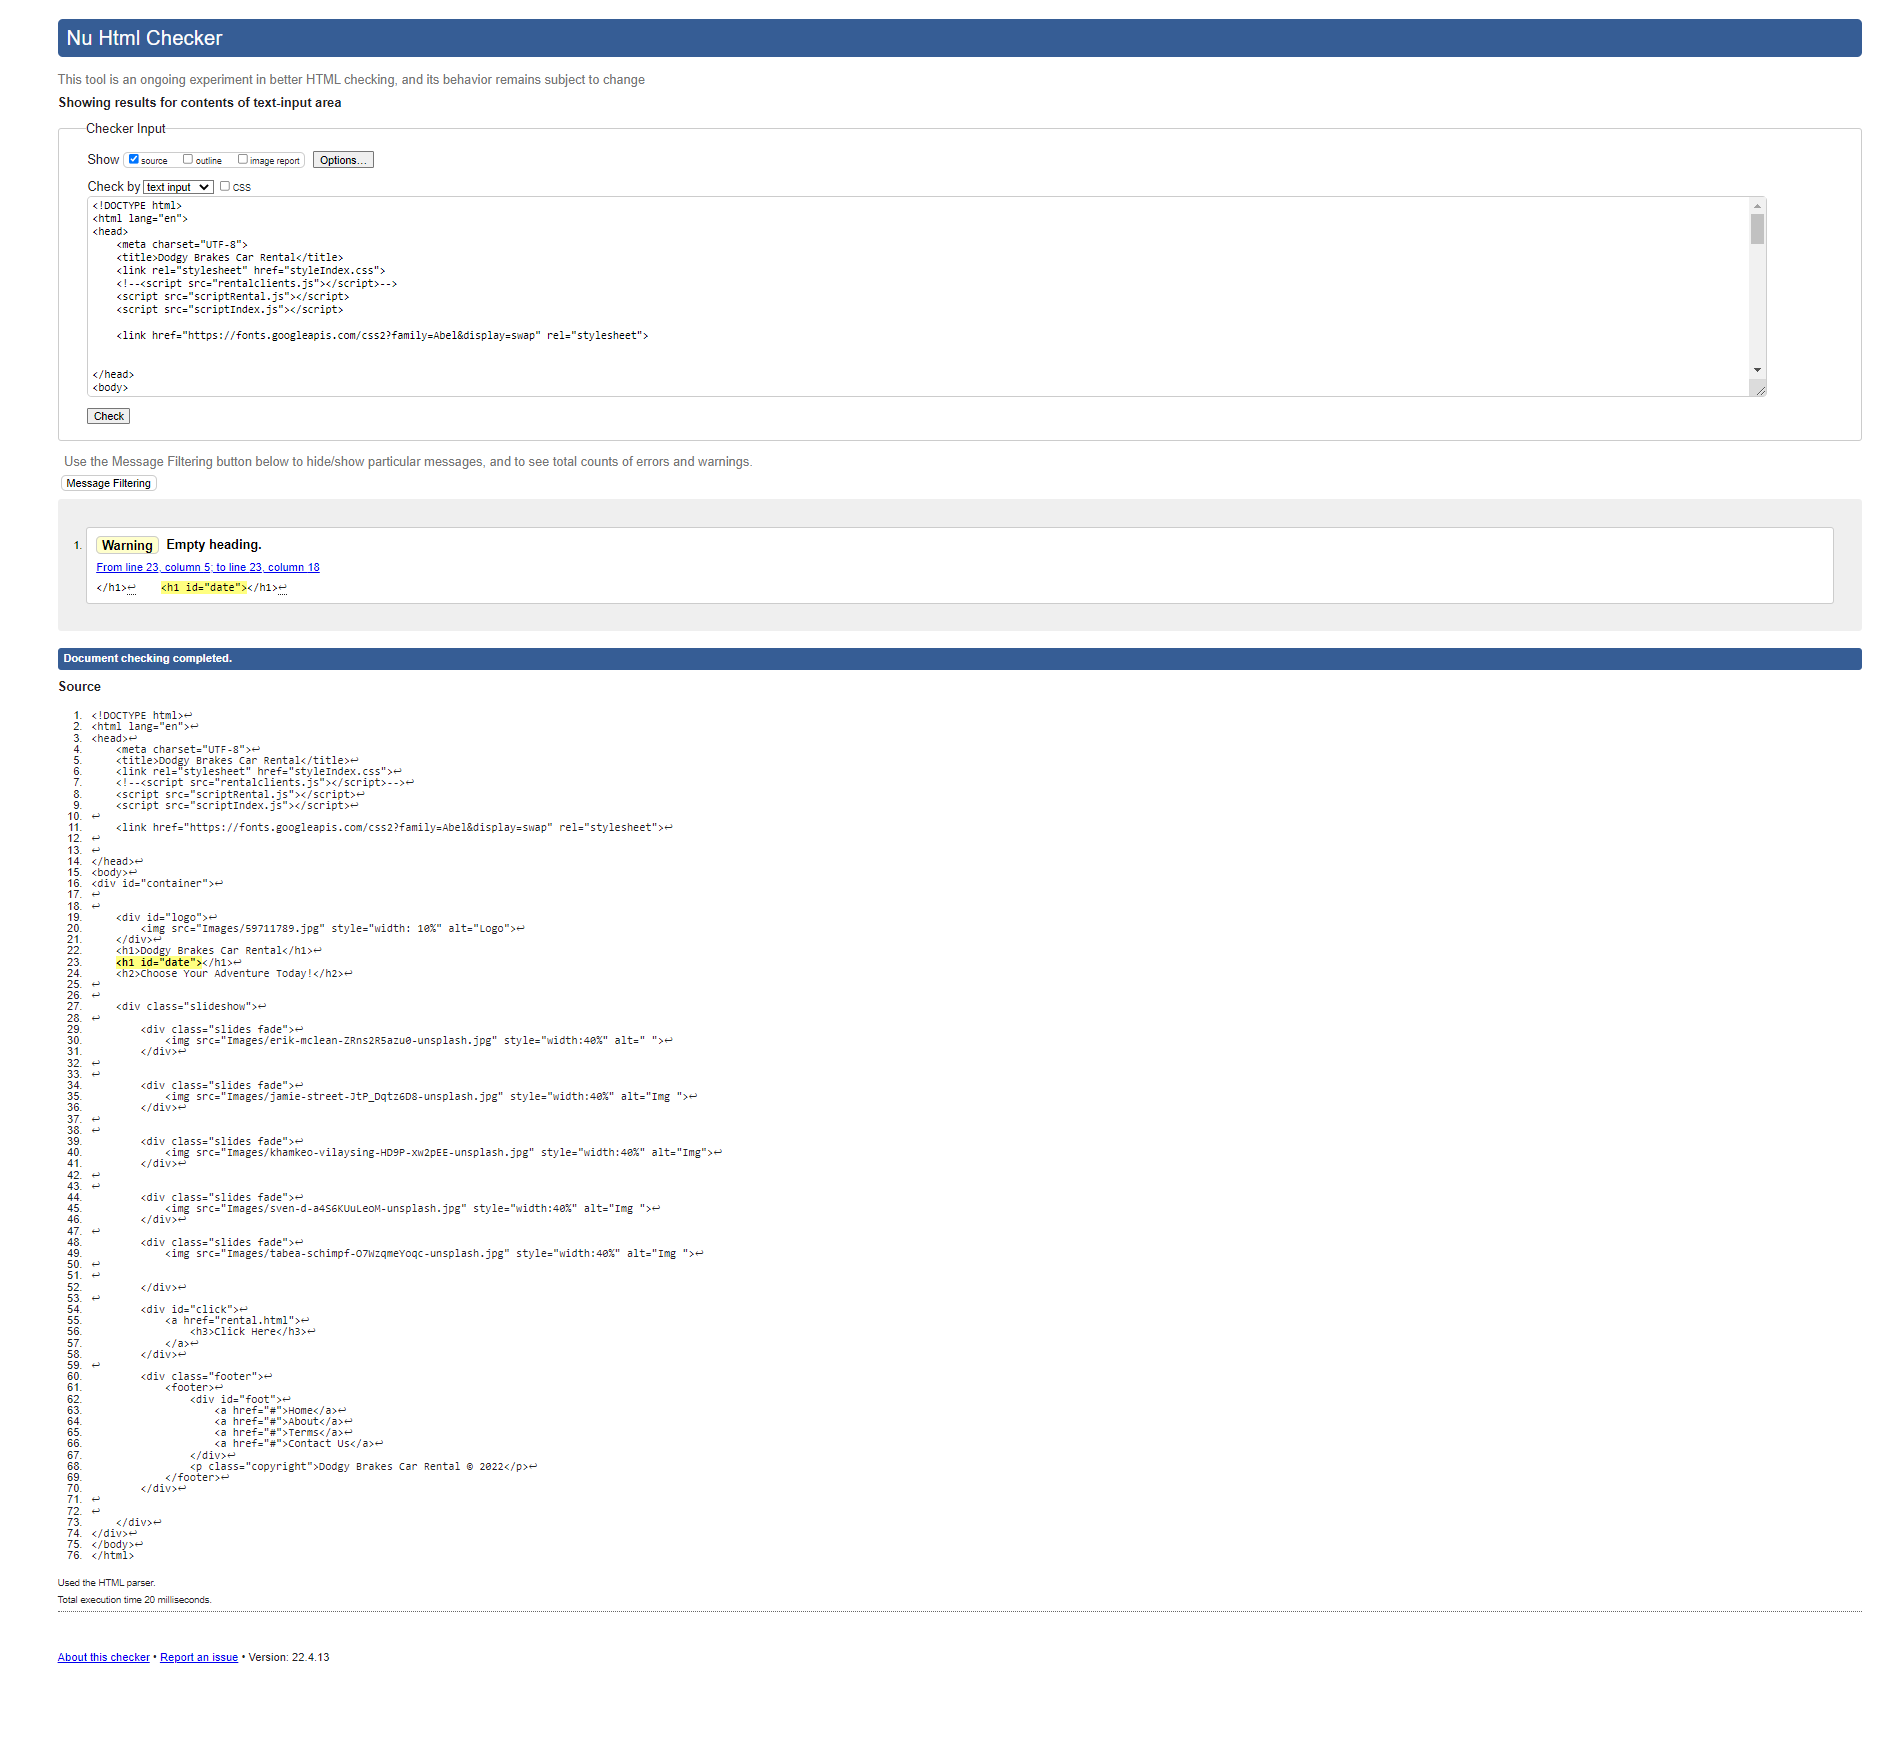 Nu Html Checker
This tool is an ongoing experiment in better HTML checking, and its behavior remains subject to change
Showing results for contents of text-input area
Checker Input
Show source outline image report Options...
Check by text input CSS
<!DOCTYPE html>
<html lang="en">
<head>
    <meta charset="UTF-8">
    <title>Dodgy Brakes Car Rental</title>
    <link rel="stylesheet" href="styleIndex.css">
    <!--<script src="rentalclients.js"></script>-->
    <script src="scriptRental.js"></script>
    <script src="scriptIndex.js"></script>
    <link href="https://fonts.googleapis.com/css2?family=Abel&display=swap" rel="stylesheet">
</head>
<body>
Check
Use the Message Filtering button below to hide/show particular messages, and to see total counts of errors and warnings.
Message Filtering
1. Warning Empty heading.
From line 23, column 5; to line 23, column 18
</h1>↩    <h1 id="date"></h1>↩
Document checking completed.
Source
1. <!DOCTYPE html>↩
2. <html lang="en">↩
3. <head>↩
4.     <meta charset="UTF-8">↩
5.     <title>Dodgy Brakes Car Rental</title>↩
6.     <link rel="stylesheet" href="styleIndex.css">↩
7.     <!--<script src="rentalclients.js"></script>-->↩
8.     <script src="scriptRental.js"></script>↩
9.     <script src="scriptIndex.js"></script>↩
10. ↩
11.     <link href="https://fonts.googleapis.com/css2?family=Abel&display=swap" rel="stylesheet">↩
12. ↩
13. ↩
14. </head>↩
15. <body>↩
16. <div id="container">↩
17. ↩
18. ↩
19.     <div id="logo">↩
20.         <img src="Images/59711789.jpg" style="width: 10%" alt="Logo">↩
21.     </div>↩
22.     <h1>Dodgy Brakes Car Rental</h1>↩
23.     <h1 id="date"></h1>↩
24.     <h2>Choose Your Adventure Today!</h2>↩
25. ↩
26. ↩
27.     <div class="slideshow">↩
28. ↩
29.         <div class="slides fade">↩
30.             <img src="Images/erik-mclean-ZRns2R5azu0-unsplash.jpg" style="width:40%" alt=" ">↩
31.         </div>↩
32. ↩
33. ↩
34.         <div class="slides fade">↩
35.             <img src="Images/jamie-street-JtP_Dqtz6D8-unsplash.jpg" style="width:40%" alt="Img ">↩
36.         </div>↩
37. ↩
38. ↩
39.         <div class="slides fade">↩
40.             <img src="Images/khamkeo-vilaysing-HD9P-xw2pEE-unsplash.jpg" style="width:40%" alt="Img">↩
41.         </div>↩
42. ↩
43. ↩
44.         <div class="slides fade">↩
45.             <img src="Images/sven-d-a4S6KUuLeoM-unsplash.jpg" style="width:40%" alt="Img ">↩
46.         </div>↩
47. ↩
48.         <div class="slides fade">↩
49.             <img src="Images/tabea-schimpf-O7WzqmeYoqc-unsplash.jpg" style="width:40%" alt="Img ">↩
50. ↩
51. ↩
52.         </div>↩
53. ↩
54.         <div id="click">↩
55.             <a href="rental.html">↩
56.                 <h3>Click Here</h3>↩
57.             </a>↩
58.         </div>↩
59. ↩
60.         <div class="footer">↩
61.             <footer>↩
62.                 <div id="foot">↩
63.                     <a href="#">Home</a>↩
64.                     <a href="#">About</a>↩
65.                     <a href="#">Terms</a>↩
66.                     <a href="#">Contact Us</a>↩
67.                 </div>↩
68.                 <p class="copyright">Dodgy Brakes Car Rental © 2022</p>↩
69.             </footer>↩
70.         </div>↩
71. ↩
72. ↩
73.     </div>↩
74. </div>↩
75. </body>↩
76. </html>
Used the HTML parser.
Total execution time 20 milliseconds.
About this checker • Report an issue • Version: 22.4.13